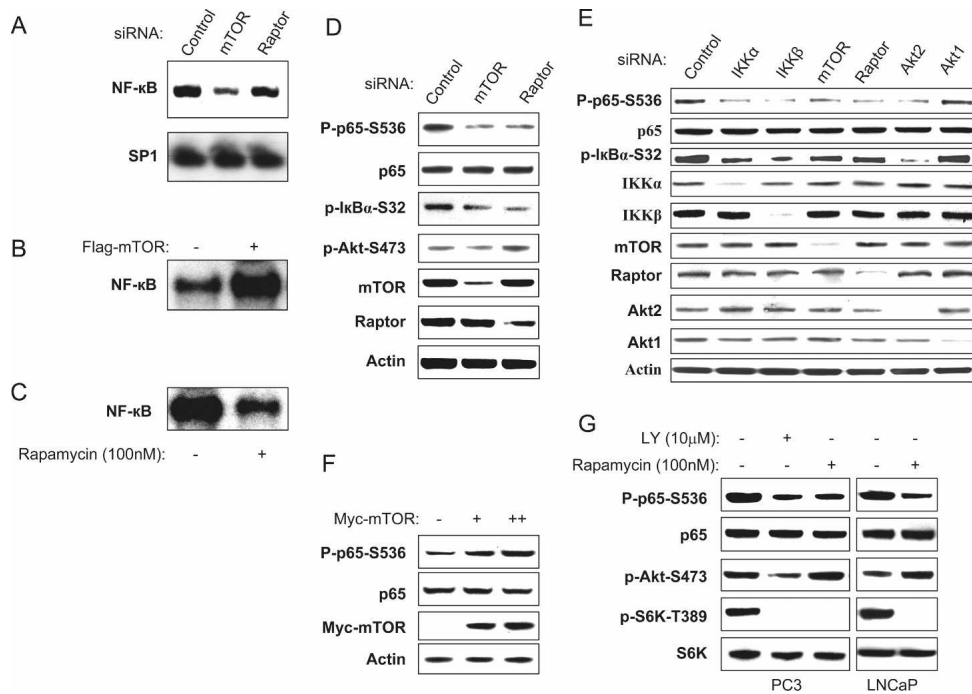 A
siRNA: Control mTOR Raptor
NF-κB
SP1
B
Flag-mTOR: - +
NF-κB
C
NF-κB
Rapamycin (100nM): - +
D
siRNA: Control mTOR Raptor
P-p65-S536
p65
p-IκBα-S32
p-Akt-S473
mTOR
Raptor
Actin
E
siRNA: Control IKKα IKKβ mTOR Raptor Akt2 Akt1
P-p65-S536
p65
p-IκBα-S32
IKKα
IKKβ
mTOR
Raptor
Akt2
Akt1
Actin
F
Myc-mTOR: - + ++
P-p65-S536
p65
Myc-mTOR
Actin
G
LY (10μM): - + - - -
Rapamycin (100nM): - - + - +
P-p65-S536
p65
p-Akt-S473
p-S6K-T389
S6K
PC3 LNCaP